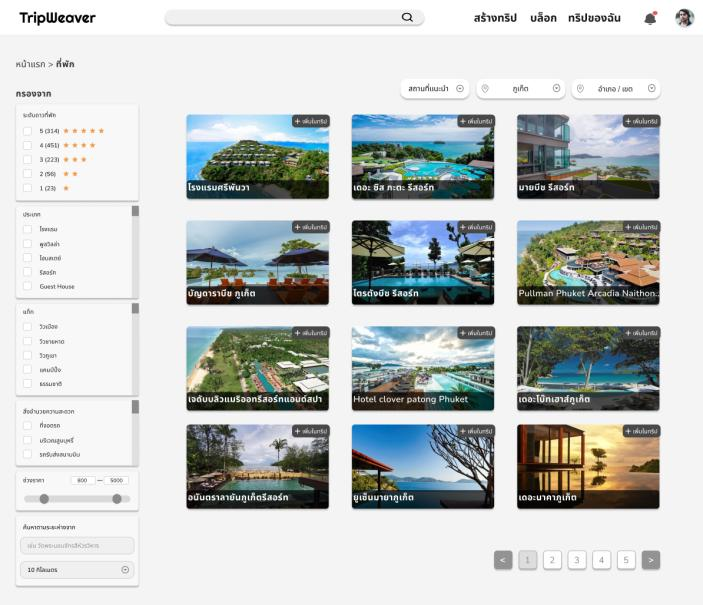 TripWeaver
สร้างทริป บล็อก ทริปของฉัน
หน้าแรก > ที่พัก
กรองจาก
สถานที่แนะนำ
ภูเก็ต
อำเภอ / เขต
ระดับดาวที่พัก
5 (314)
4 (451)
3 (223)
2 (56)
1 (23)
ประเภท
โรงแรม
พูลวิลล่า
โฮมสเตย์
รีสอร์ท
Guest House
แท็ก
วิวเมือง
วิวชายหาด
วิวภูเขา
แคมป์ปิ้ง
ธรรมชาติ
สิ่งอำนวยความสะดวก
ที่จอดรถ
บริเวณสูบบุหรี่
รถรับส่งสนามบิน
ช่วงราคา 800 — 5000
ค้นหาตามระยะห่างจาก
10 กิโลเมตร
+ เพิ่มในทริป
โรงแรมศรีพันวา
+ เพิ่มในทริป
เดอะ ชิส กะตะ รีสอร์ท
+ เพิ่มในทริป
มายบีช รีสอร์ท
+ เพิ่มในทริป
บัญดาราบีช ภูเก็ต
+ เพิ่มในทริป
ไตรตังบีช รีสอร์ท
+ เพิ่มในทริป
Pullman Phuket Arcadia Naithon..
+ เพิ่มในทริป
เจดับบลิวแมริออทรีสอร์ทแอนด์สปา
+ เพิ่มในทริป
Hotel clover patong Phuket
+ เพิ่มในทริป
เดอะโบ๊ทเฮาส์ภูเก็ต
+ เพิ่มในทริป
อนันตราลายันภูเก็ตรีสอร์ท
+ เพิ่มในทริป
ยูเซ็นมายาภูเก็ต
+ เพิ่มในทริป
เดอะนาคาภูเก็ต
< 1 2 3 4 5 >